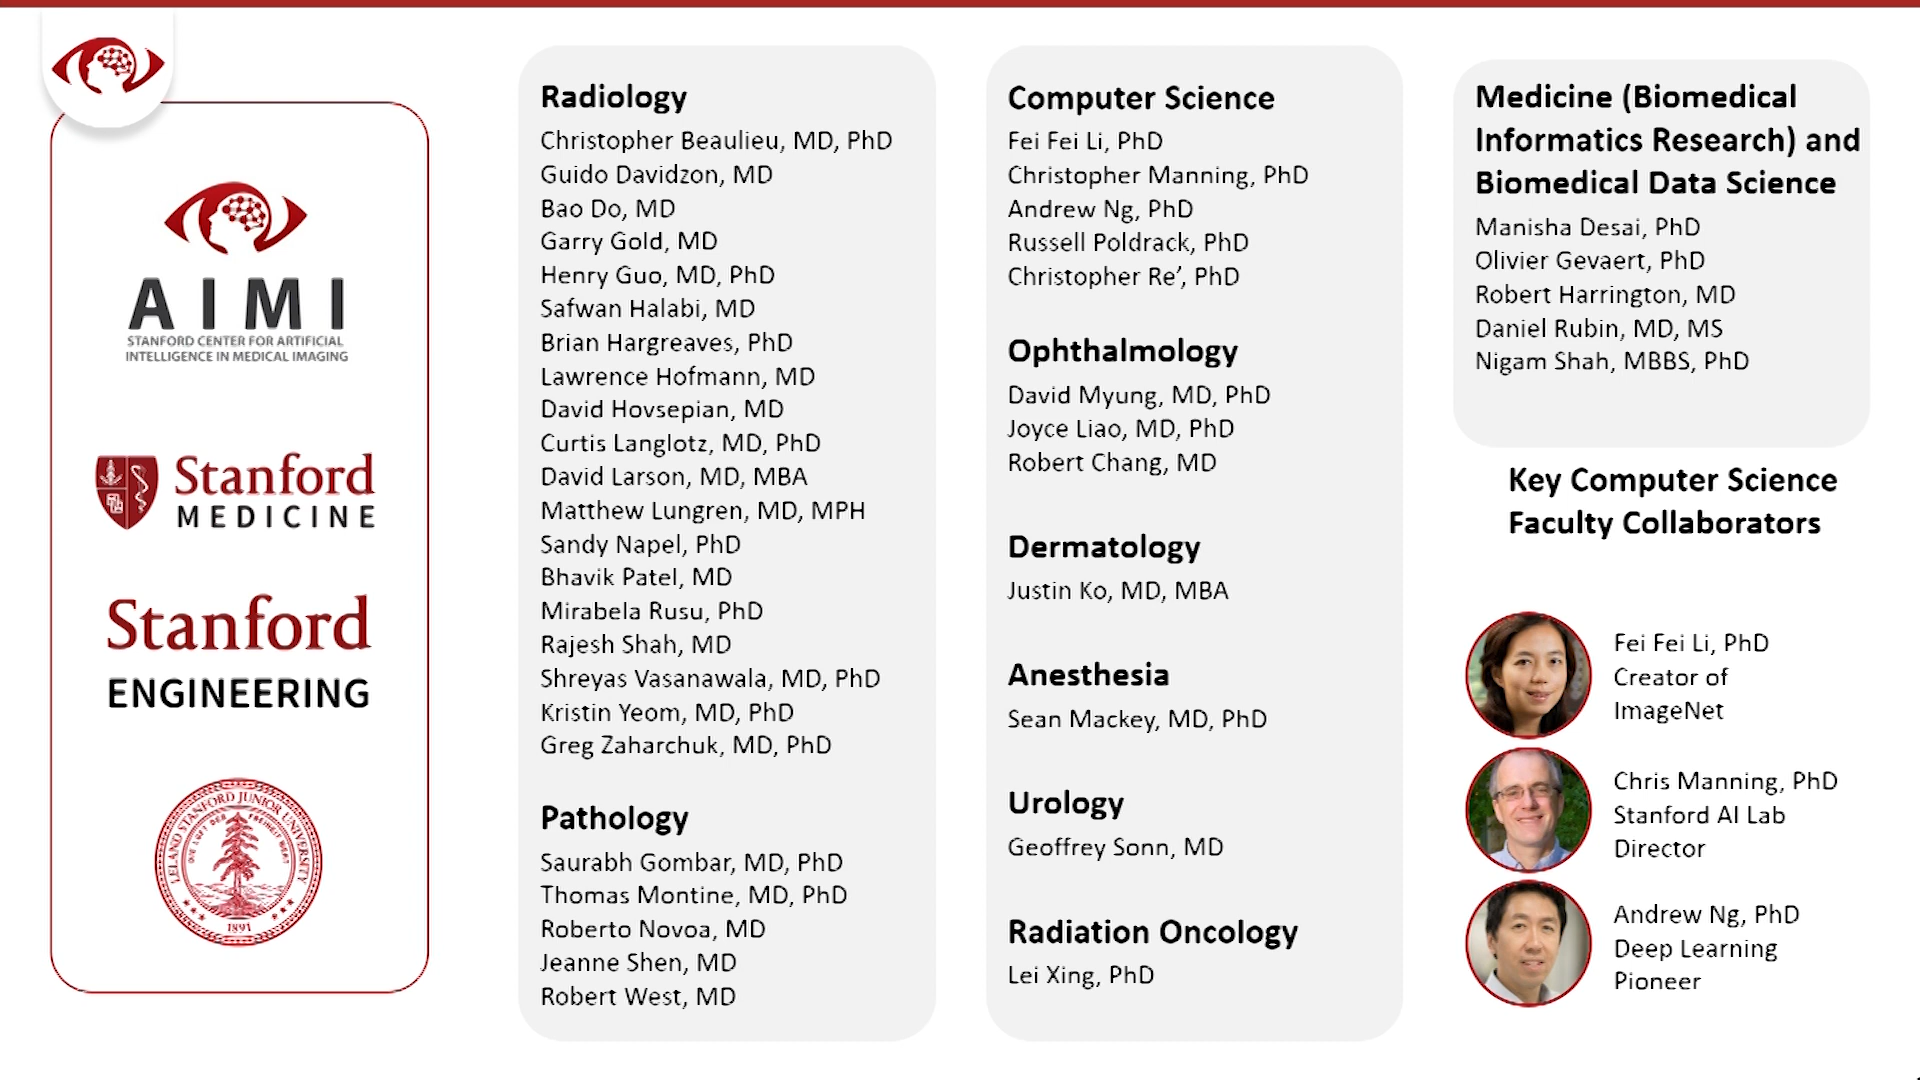 AIMI
STANFORD CENTER FOR ARTIFICIAL
INTELLIGENCE IN MEDICAL IMAGING
Stanford
MEDICINE
Stanford
ENGINEERING
LELAND STANFORD JUNIOR UNIVERSITY
DIE LUFT DER FREIHEIT WEHT
1891
Radiology
Christopher Beaulieu, MD, PhD
Guido Davidzon, MD
Bao Do, MD
Garry Gold, MD
Henry Guo, MD, PhD
Safwan Halabi, MD
Brian Hargreaves, PhD
Lawrence Hofmann, MD
David Hovsepian, MD
Curtis Langlotz, MD, PhD
David Larson, MD, MBA
Matthew Lungren, MD, MPH
Sandy Napel, PhD
Bhavik Patel, MD
Mirabela Rusu, PhD
Rajesh Shah, MD
Shreyas Vasanawala, MD, PhD
Kristin Yeom, MD, PhD
Greg Zaharchuk, MD, PhD
Pathology
Saurabh Gombar, MD, PhD
Thomas Montine, MD, PhD
Roberto Novoa, MD
Jeanne Shen, MD
Robert West, MD
Computer Science
Fei Fei Li, PhD
Christopher Manning, PhD
Andrew Ng, PhD
Russell Poldrack, PhD
Christopher Re’, PhD
Ophthalmology
David Myung, MD, PhD
Joyce Liao, MD, PhD
Robert Chang, MD
Dermatology
Justin Ko, MD, MBA
Anesthesia
Sean Mackey, MD, PhD
Urology
Geoffrey Sonn, MD
Radiation Oncology
Lei Xing, PhD
Medicine (Biomedical
Informatics Research) and
Biomedical Data Science
Manisha Desai, PhD
Olivier Gevaert, PhD
Robert Harrington, MD
Daniel Rubin, MD, MS
Nigam Shah, MBBS, PhD
Key Computer Science
Faculty Collaborators
Fei Fei Li, PhD
Creator of
ImageNet
Chris Manning, PhD
Stanford AI Lab
Director
Andrew Ng, PhD
Deep Learning
Pioneer